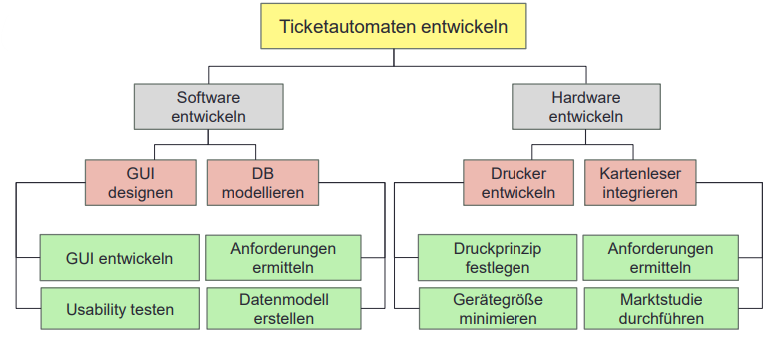 Ticketautomaten entwickeln
Software
entwickeln
Hardware
entwickeln
GUI
designen
DB
modellieren
Drucker
entwickeln
Kartenleser
integrieren
GUI entwickeln
Anforderungen
ermitteln
Druckprinzip
festlegen
Anforderungen
ermitteln
Usability testen
Datenmodell
erstellen
Gerätegröße
minimieren
Marktstudie
durchführen